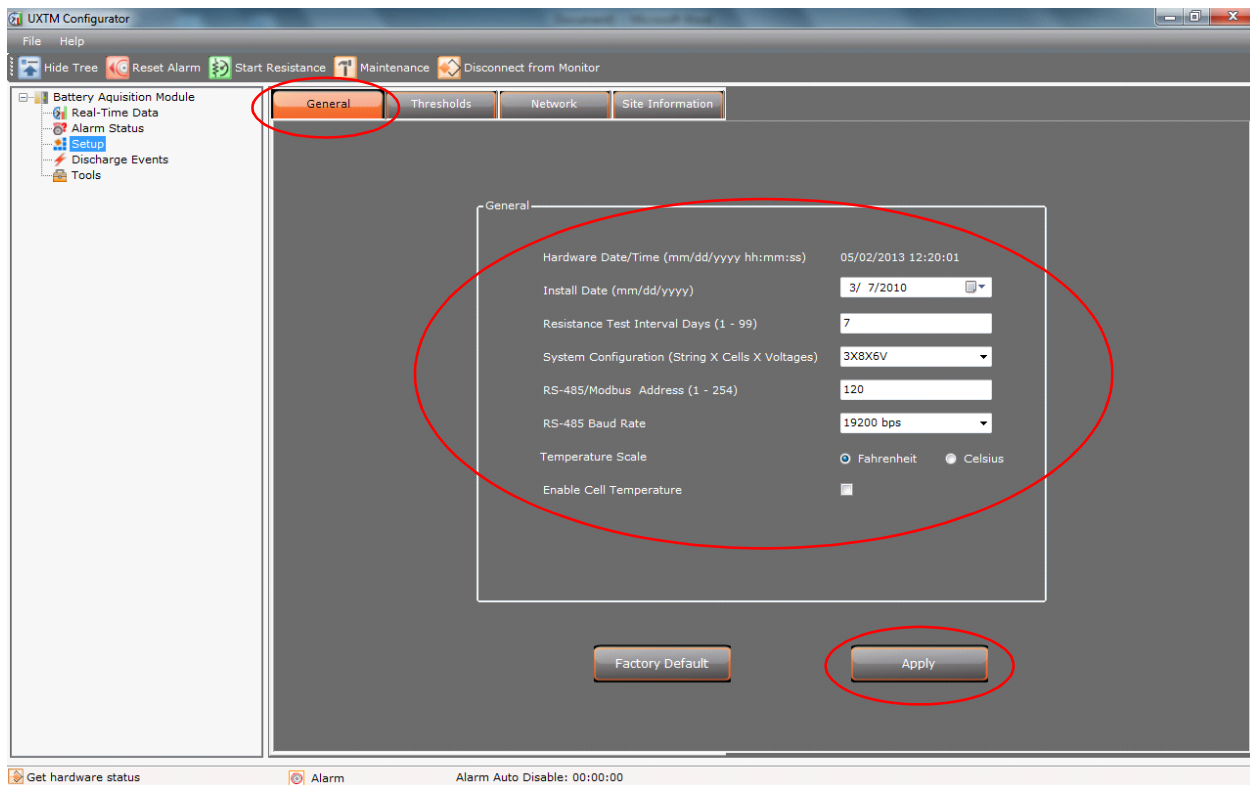 UXTM Configurator
File Help
Hide Tree Reset Alarm Start Resistance Maintenance Disconnect from Monitor
Battery Aquisition Module
Real-Time Data
Alarm Status
Setup
Discharge Events
Tools
General Thresholds Network Site Information
General
Hardware Date/Time (mm/dd/yyyy hh:mm:ss) 05/02/2013 12:20:01
Install Date (mm/dd/yyyy) 3/ 7/2010
Resistance Test Interval Days (1 - 99) 7
System Configuration (String X Cells X Voltages) 3X8X6V
RS-485/Modbus Address (1 - 254) 120
RS-485 Baud Rate 19200 bps
Temperature Scale Fahrenheit Celsius
Enable Cell Temperature
Factory Default Apply
Get hardware status Alarm Alarm Auto Disable: 00:00:00